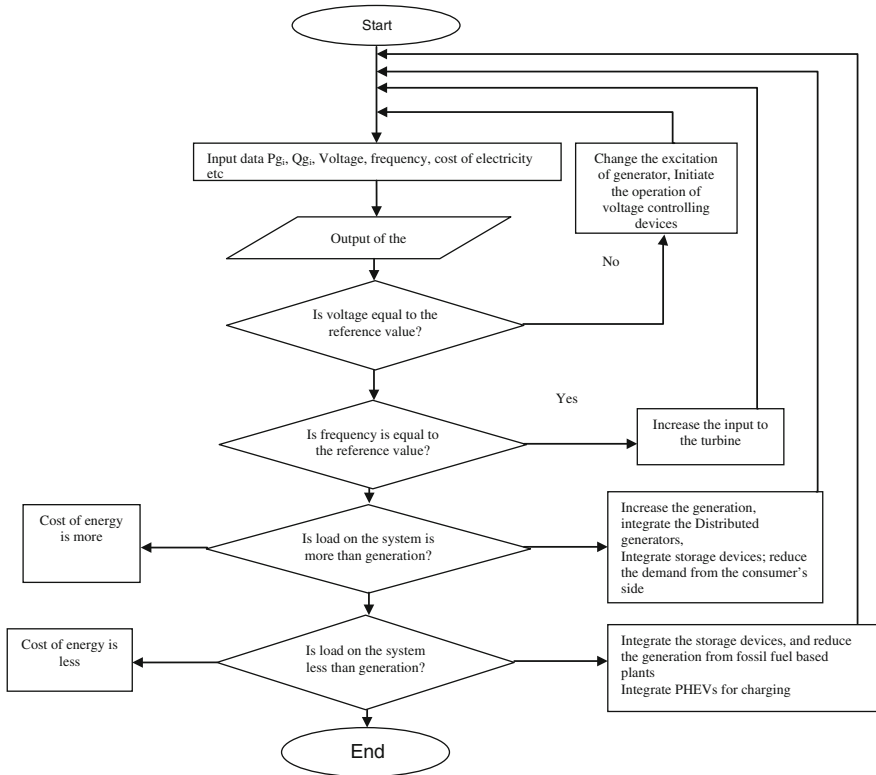 Start
Input data Pgᵢ, Qgᵢ, Voltage, frequency, cost of electricity
etc
Change the excitation
of generator, Initiate
the operation of
voltage controlling
devices
Output of the
No
Is voltage equal to the
reference value?
Yes
Is frequency is equal to
the reference value?
Increase the input to
the turbine
Cost of energy
is more
Is load on the system is
more than generation?
Increase the generation,
integrate the Distributed
generators,
Integrate storage devices; reduce
the demand from the consumer's
side
Cost of energy is
less
Is load on the system
less than generation?
Integrate the storage devices, and reduce
the generation from fossil fuel based
plants
Integrate PHEVs for charging
End